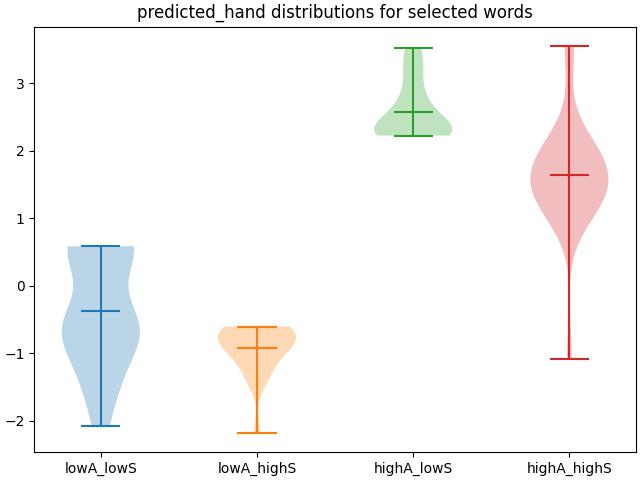 predicted_hand distributions for selected words
3
2
1
0
−1
−2
lowA_lowS
lowA_highS
highA_lowS
highA_highS